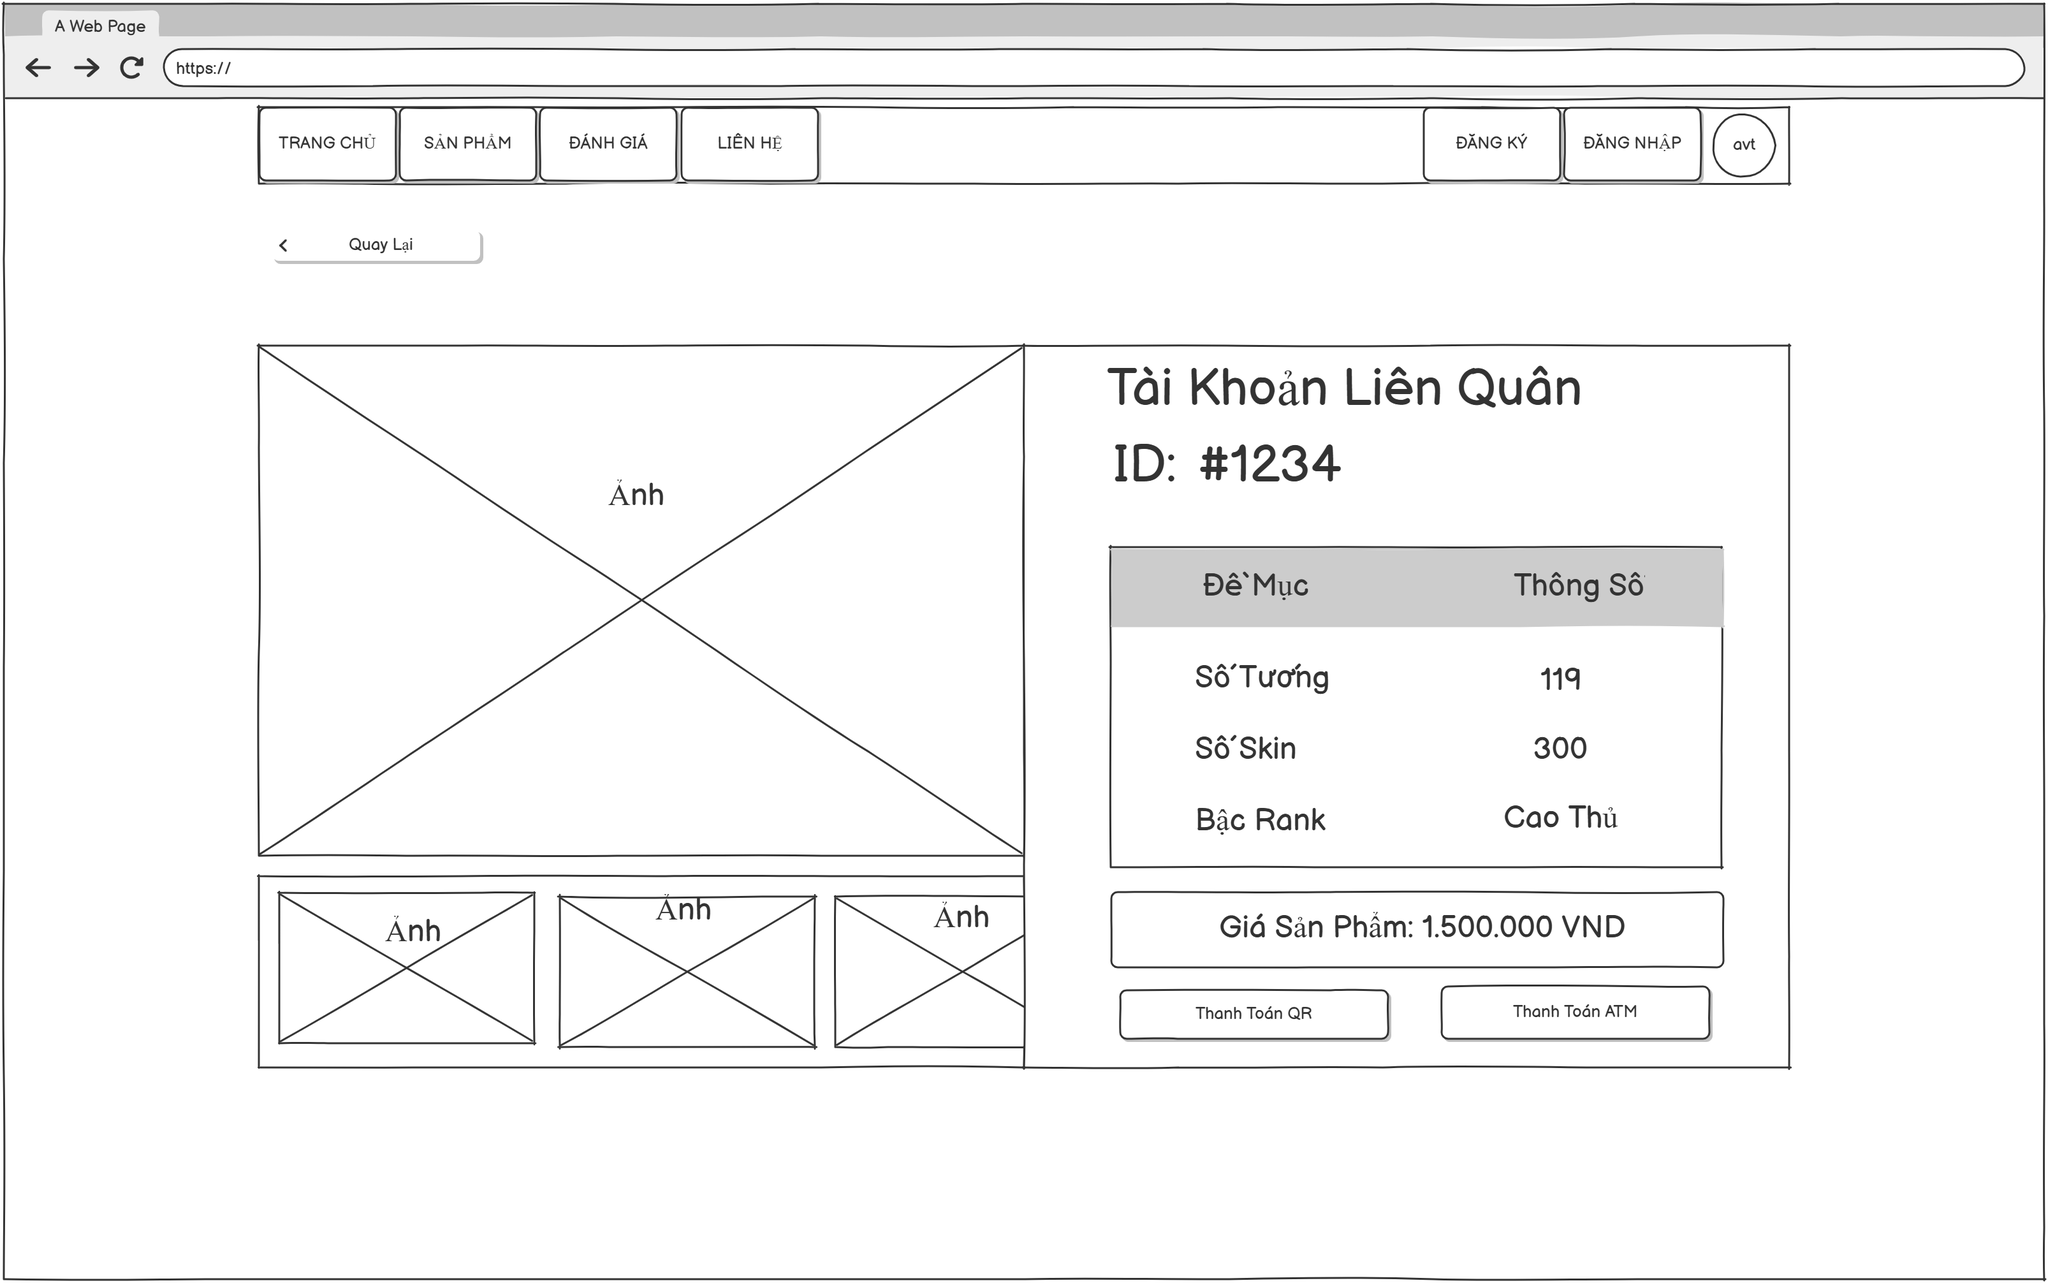 A Web Page
https://
TRANG CHỦ SẢN PHẨM ĐÁNH GIÁ LIÊN HỆ ĐĂNG KÝ ĐĂNG NHẬP avt
Quay Lại
Ảnh
Tài Khoản Liên Quân
ID: #1234
Đề Mục Thông Số
Số Tướng 119
Số Skin 300
Bậc Rank Cao Thủ
Ảnh Ảnh Ảnh
Giá Sản Phẩm: 1.500.000 VND
Thanh Toán QR Thanh Toán ATM